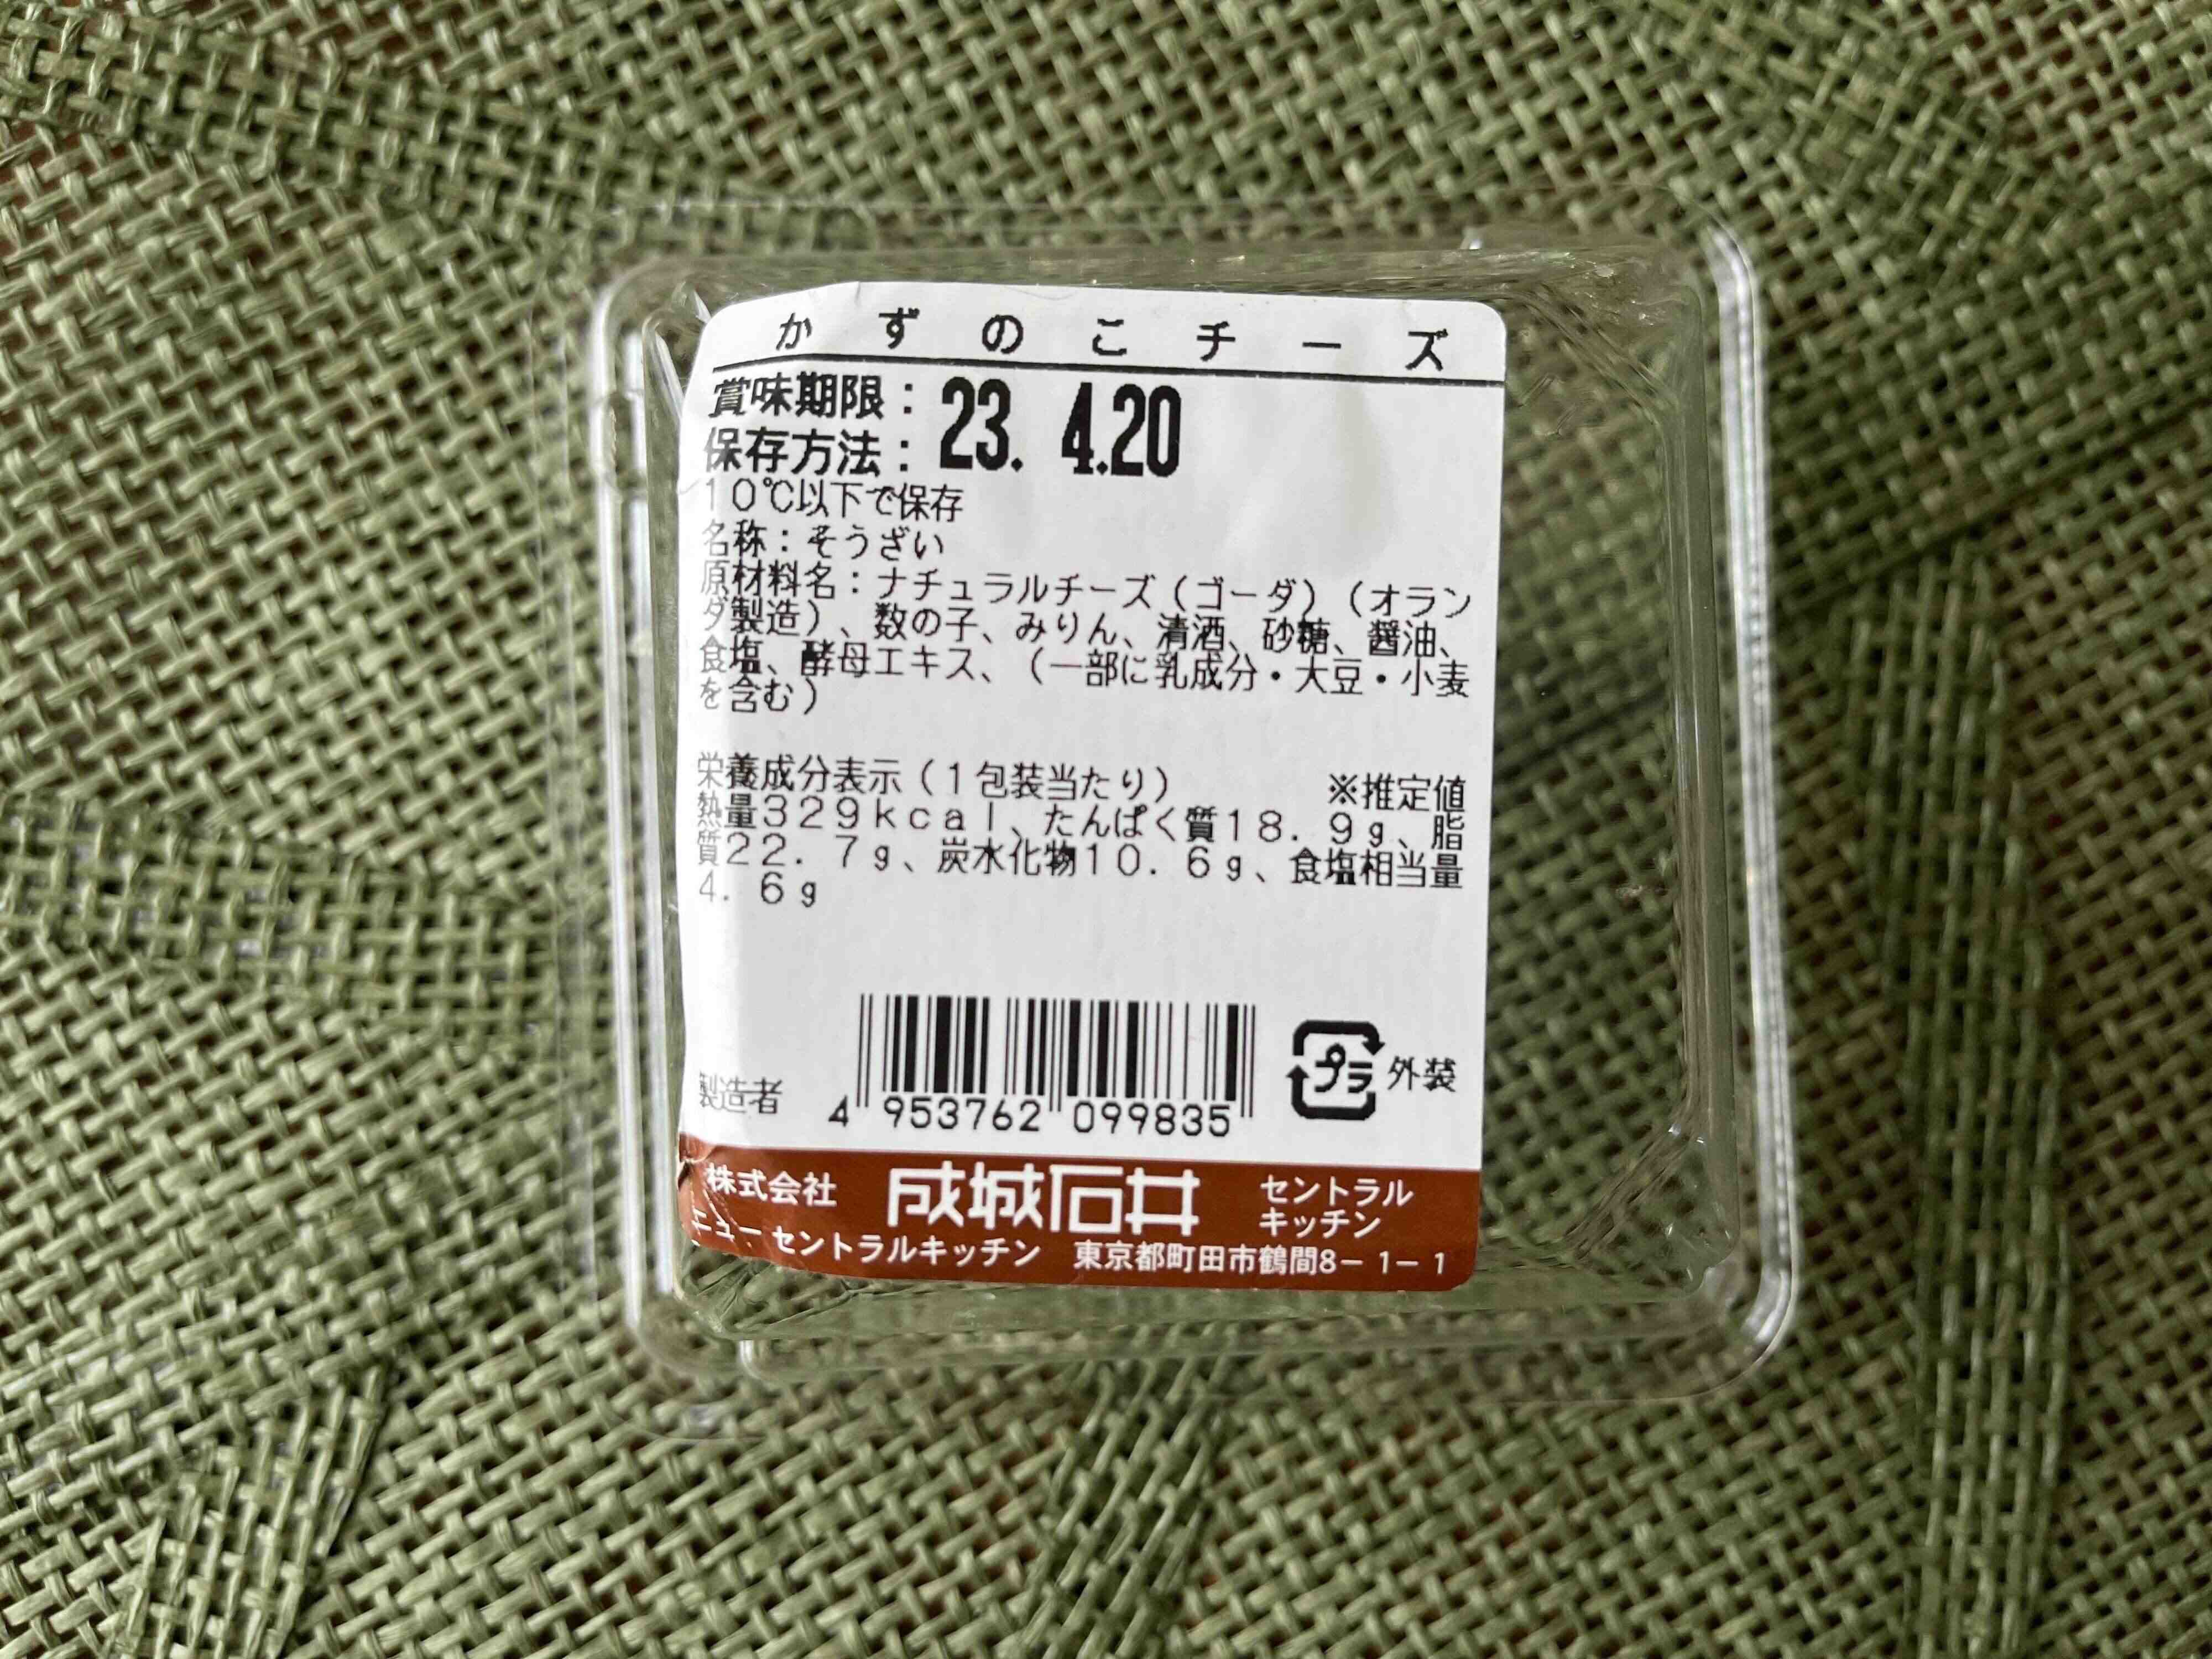 かずのこチーズ
賞味期限：23. 4.20
保存方法：
１０℃以下で保存
名称：そうざい
原材料名：ナチュラルチーズ（ゴーダ）（オラン
ダ製造）、数の子、みりん、清酒、砂糖、醤油、
食塩、酵母エキス、（一部に乳成分・大豆・小麦
を含む）
栄養成分表示（１包装当たり） ※推定値
熱量３２９ｋｃａｌ、たんぱく質１８．９ｇ、脂
質２２．７ｇ、炭水化物１０．６ｇ、食塩相当量
４．６ｇ
製造者
4 953762 099835
プラ 外装
株式会社 成城石井 セントラル
キッチン
ニュー セントラルキッチン 東京都町田市鶴間8－1－1